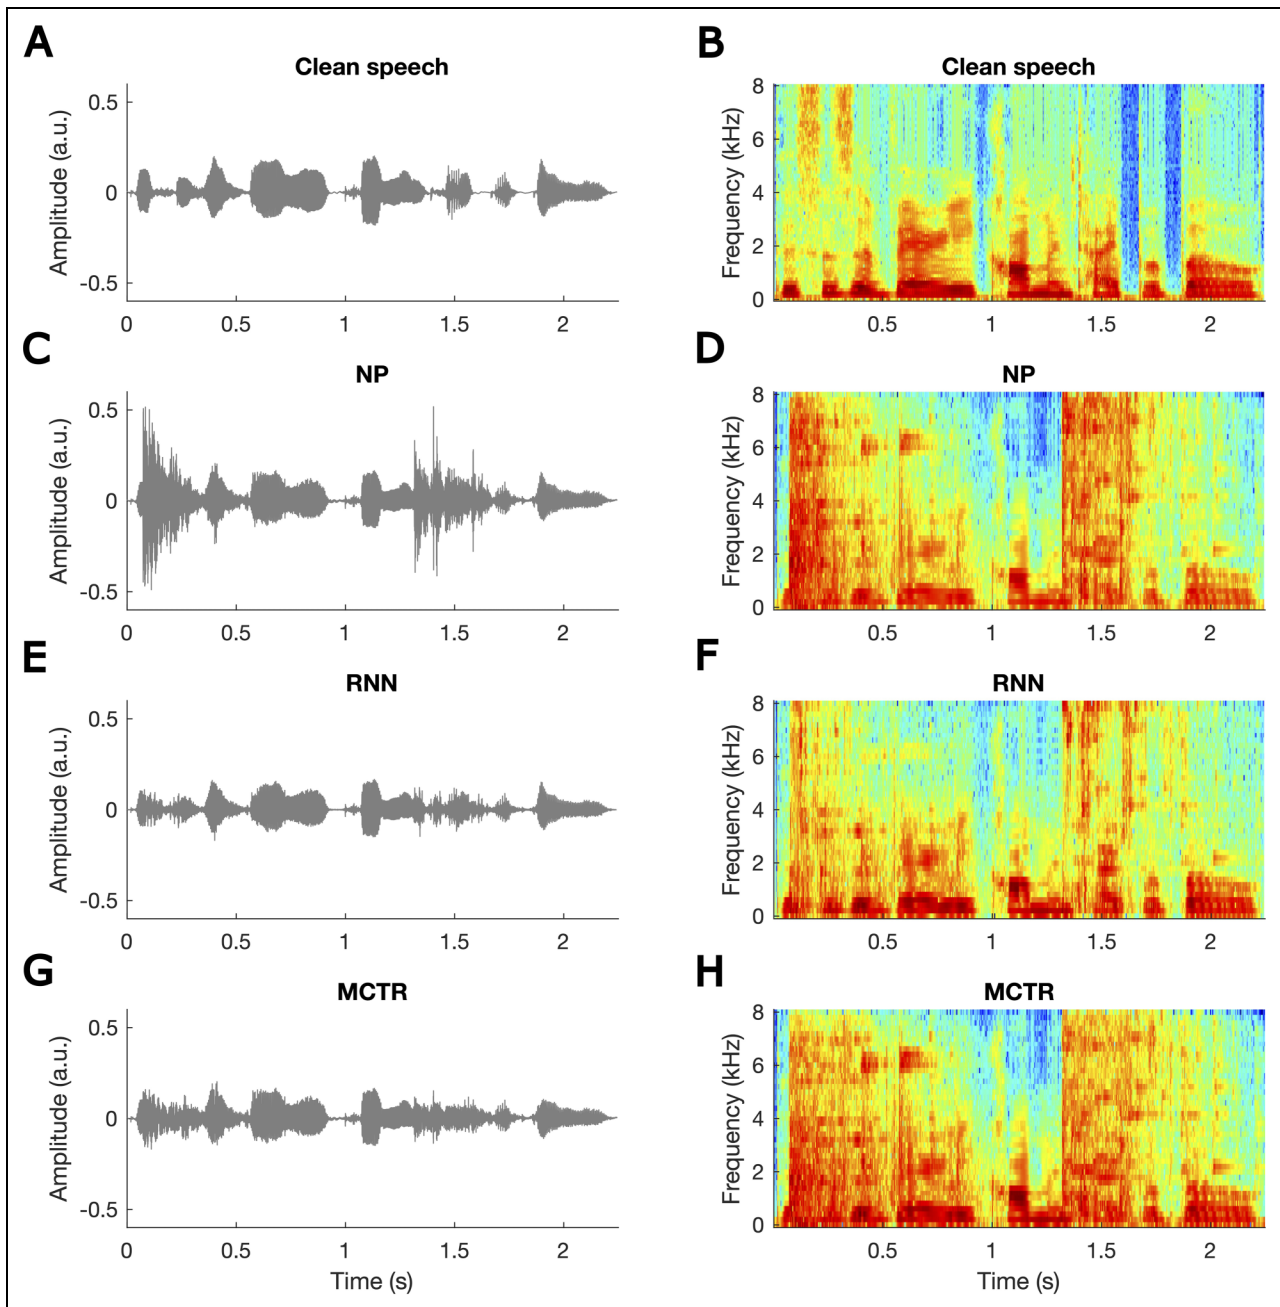 A
Clean speech
Amplitude (a.u.)
0.5
0
-0.5
0 0.5 1 1.5 2
B
Clean speech
Frequency (kHz)
8
6
4
2
0
0.5 1 1.5 2
C
NP
Amplitude (a.u.)
0.5
0
-0.5
0 0.5 1 1.5 2
D
NP
Frequency (kHz)
8
6
4
2
0
0.5 1 1.5 2
E
RNN
Amplitude (a.u.)
0.5
0
-0.5
0 0.5 1 1.5 2
F
RNN
Frequency (kHz)
8
6
4
2
0
0.5 1 1.5 2
G
MCTR
Amplitude (a.u.)
0.5
0
-0.5
0 0.5 1 1.5 2
Time (s)
H
MCTR
Frequency (kHz)
8
6
4
2
0
0.5 1 1.5 2
Time (s)